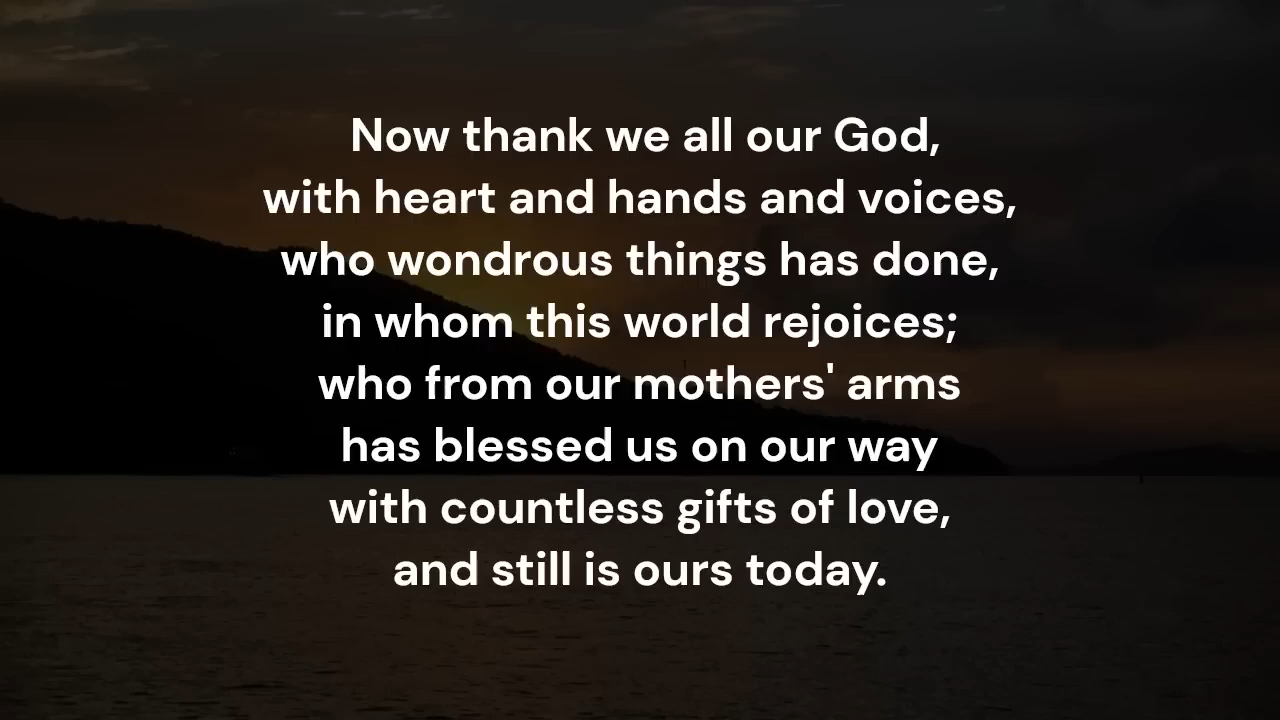 Now thank we all our God,
with heart and hands and voices,
who wondrous things has done,
in whom this world rejoices;
who from our mothers' arms
has blessed us on our way
with countless gifts of love,
and still is ours today.